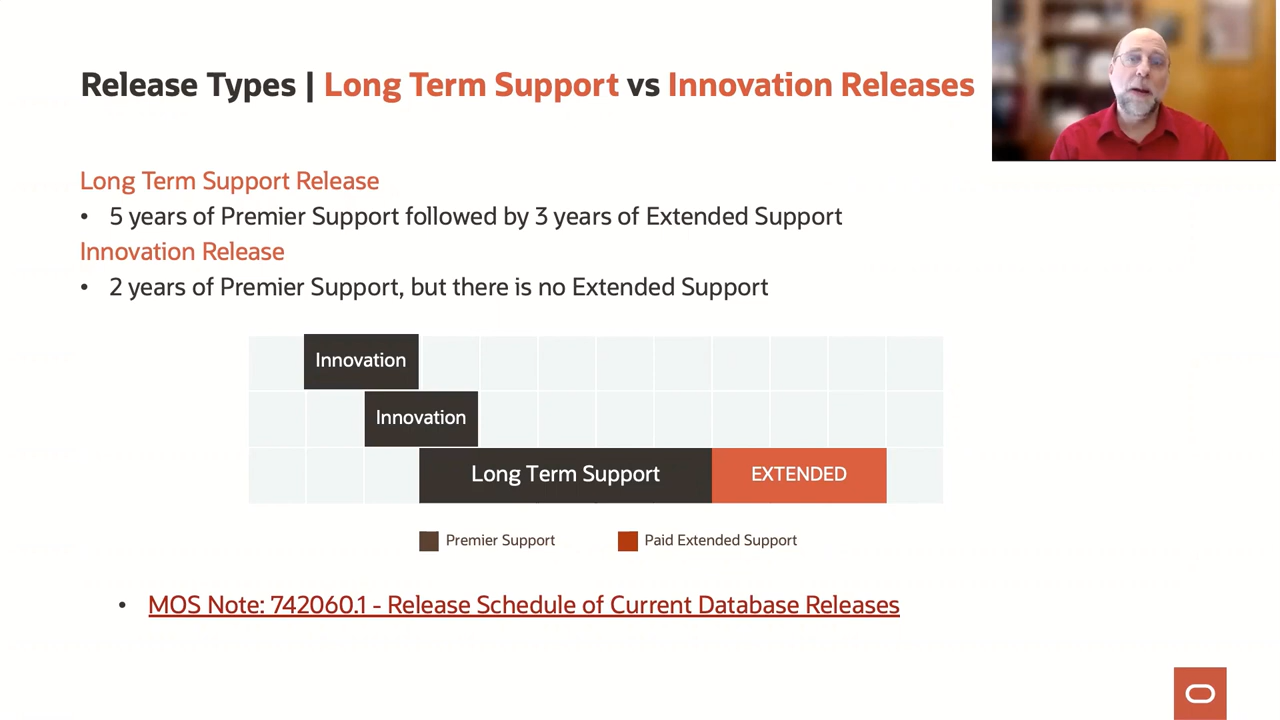 Release Types | Long Term Support vs Innovation Releases
Long Term Support Release
• 5 years of Premier Support followed by 3 years of Extended Support
Innovation Release
• 2 years of Premier Support, but there is no Extended Support
Innovation
Innovation
Long Term Support
EXTENDED
Premier Support
Paid Extended Support
• MOS Note: 742060.1 - Release Schedule of Current Database Releases